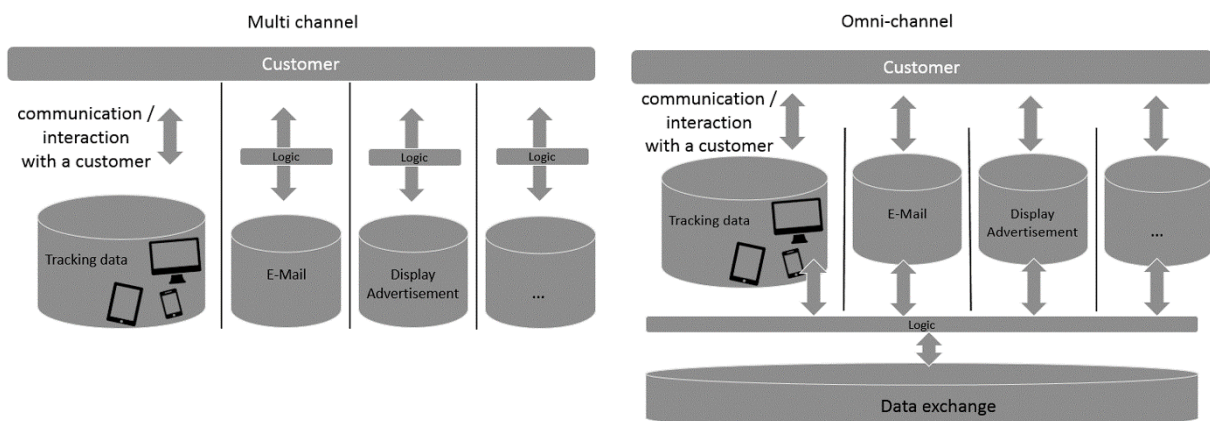 Multi channel
Customer
communication /
interaction
with a customer
Logic
Logic
Logic
Tracking data
E-Mail
Display
Advertisement
...
Omni-channel
Customer
communication /
interaction
with a customer
Tracking data
E-Mail
Display
Advertisement
...
Logic
Data exchange